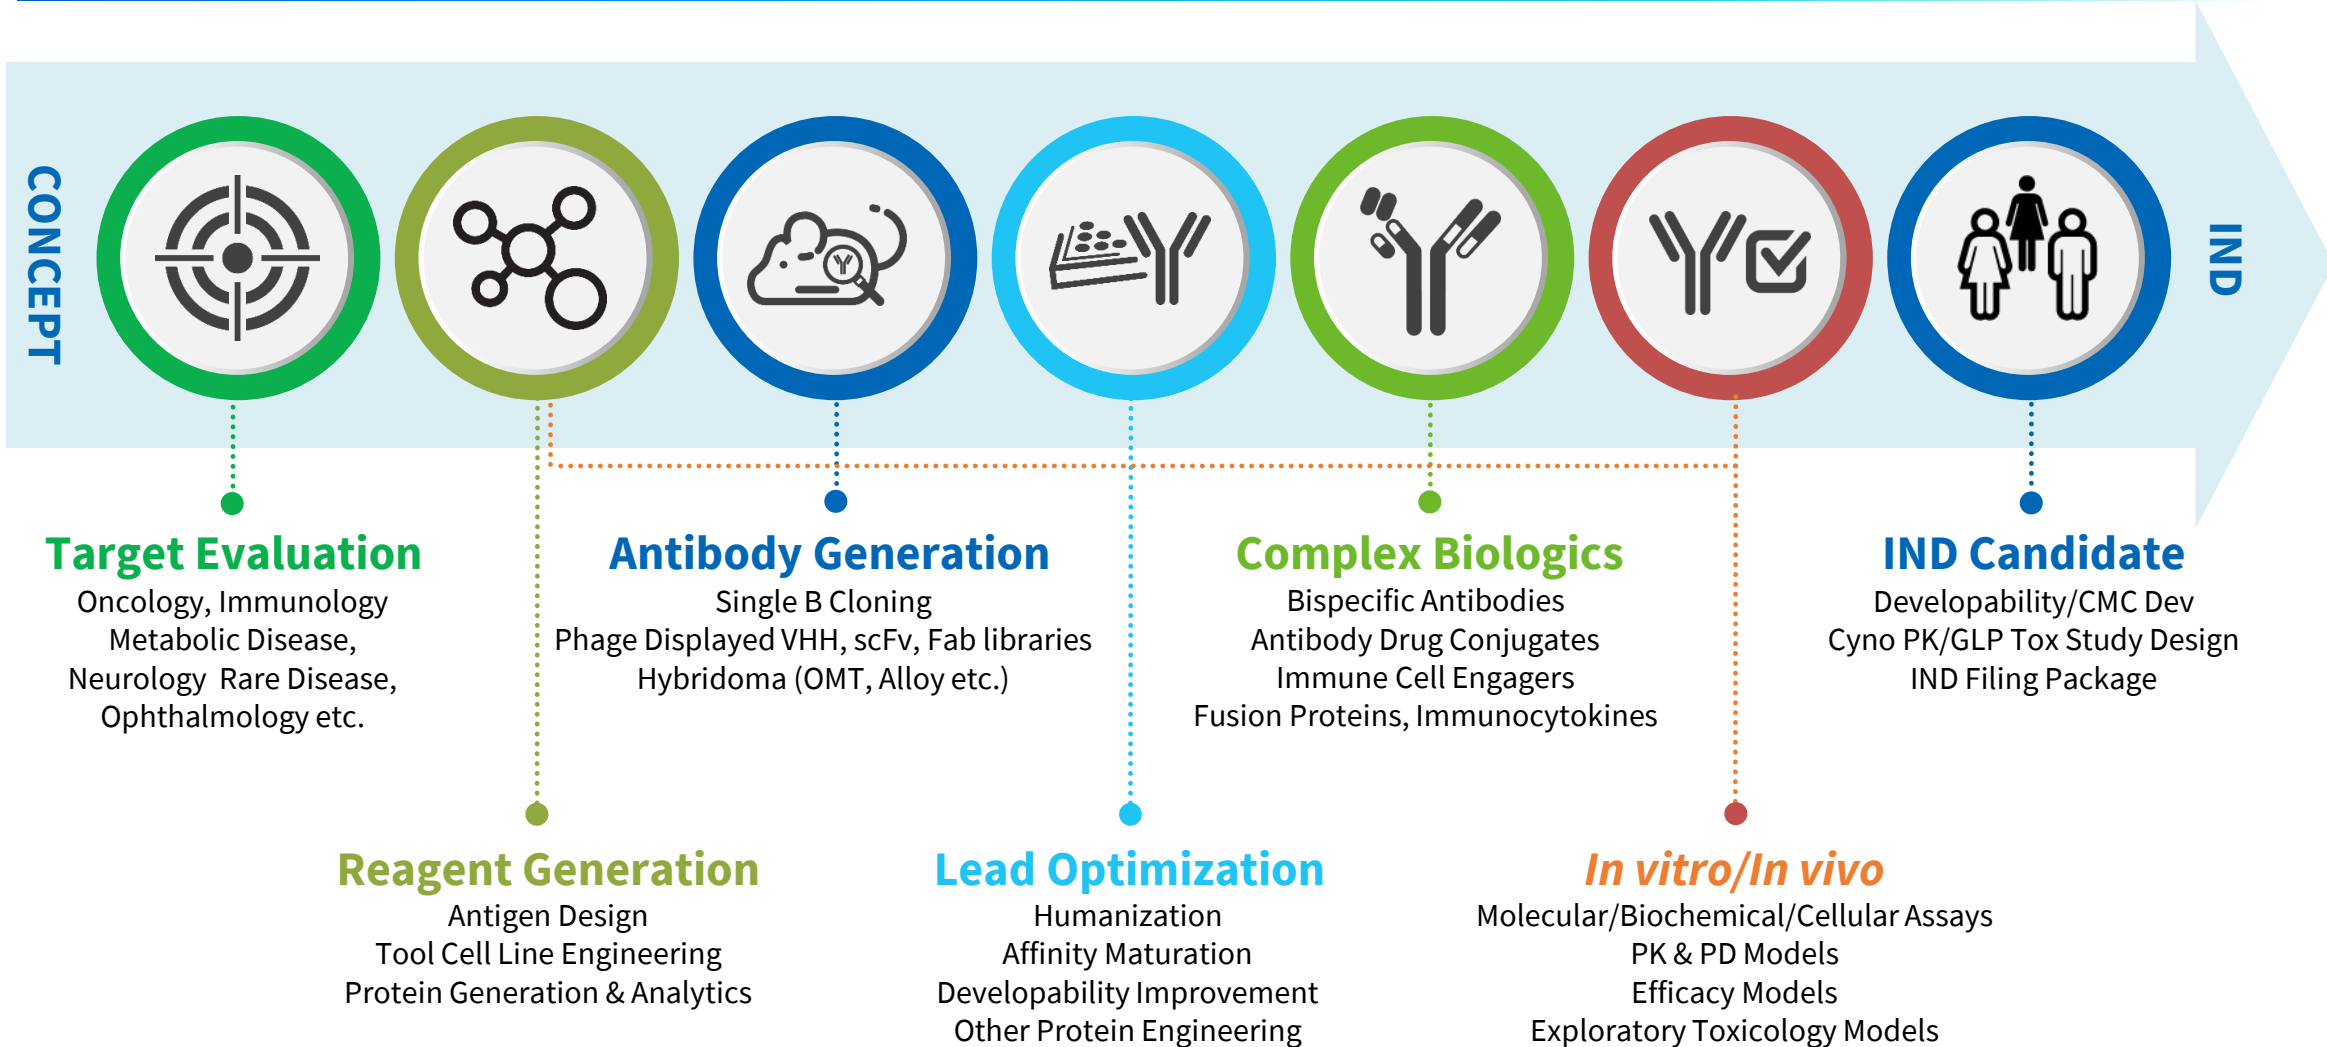 CONCEPT
IND
Target Evaluation
Oncology, Immunology
Metabolic Disease,
Neurology  Rare Disease,
Ophthalmology etc.
Reagent Generation
Antigen Design
Tool Cell Line Engineering
Protein Generation & Analytics
Antibody Generation
Single B Cloning
Phage Displayed VHH, scFv, Fab libraries
Hybridoma (OMT, Alloy etc.)
Lead Optimization
Humanization
Affinity Maturation
Developability Improvement
Other Protein Engineering
Complex Biologics
Bispecific Antibodies
Antibody Drug Conjugates
Immune Cell Engagers
Fusion Proteins, Immunocytokines
In vitro/In vivo
Molecular/Biochemical/Cellular Assays
PK & PD Models
Efficacy Models
Exploratory Toxicology Models
IND Candidate
Developability/CMC Dev
Cyno PK/GLP Tox Study Design
IND Filing Package